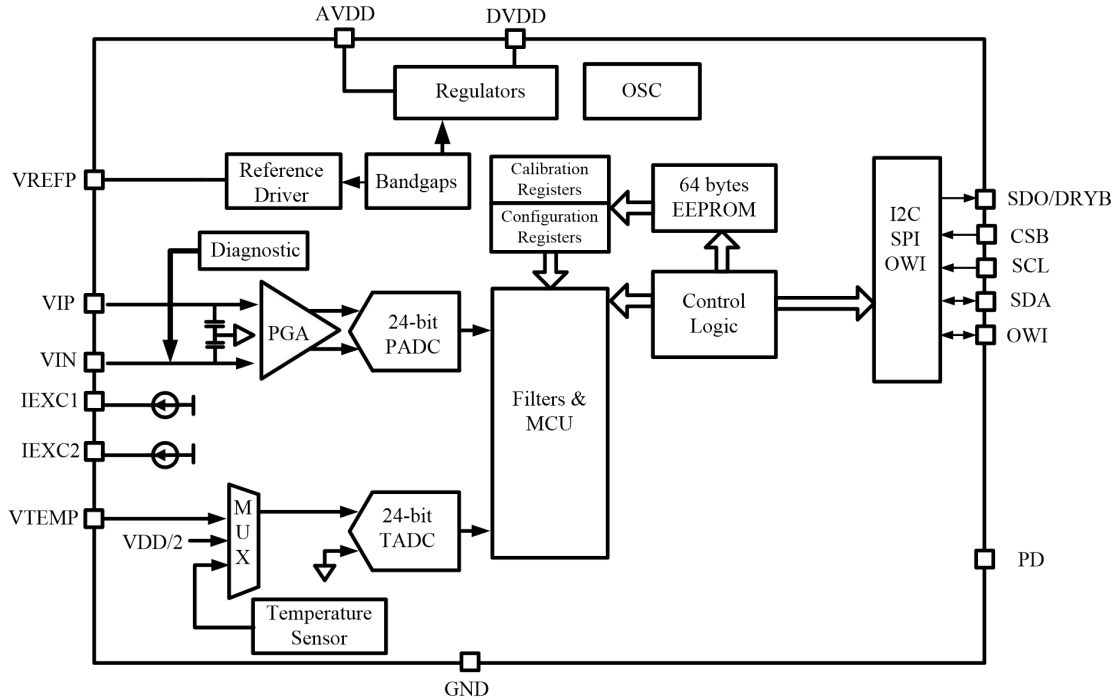 AVDD
DVDD
Regulators
OSC
VREFP
Reference
Driver
Bandgaps
Calibration
Registers
Configuration
Registers
64 bytes
EEPROM
I2C
SPI
OWI
SDO/DRYB
CSB
SCL
SDA
OWI
Diagnostic
VIP
VIN
PGA
24-bit
PADC
Control
Logic
IEXC1
IEXC2
Filters &
MCU
VTEMP
VDD/2
M
U
X
24-bit
TADC
Temperature
Sensor
PD
GND